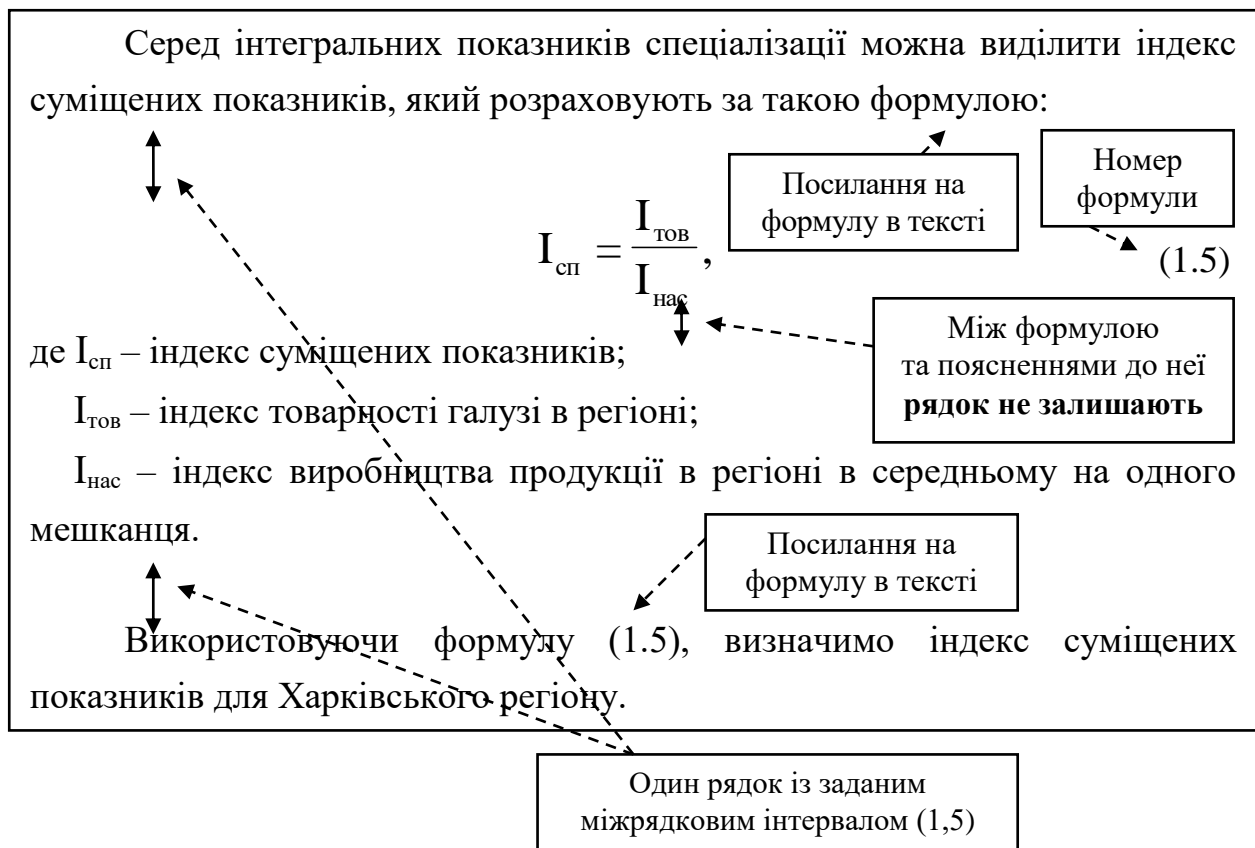 Серед інтегральних показників спеціалізації можна виділити індекс
суміщених показників, який розраховують за такою формулою:
Посилання на
формулу в тексті
Номер
формули
I сп = I тов / I нас ,
(1.5)
Між формулою
та поясненнями до неї
рядок не залишають
де Iсп – індекс суміщених показників;
Iтов – індекс товарності галузі в регіоні;
Iнас – індекс виробництва продукції в регіоні в середньому на одного
мешканця.
Посилання на
формулу в тексті
Використовуючи формулу (1.5), визначимо індекс суміщених
показників для Харківського регіону.
Один рядок із заданим
міжрядковим інтервалом (1,5)